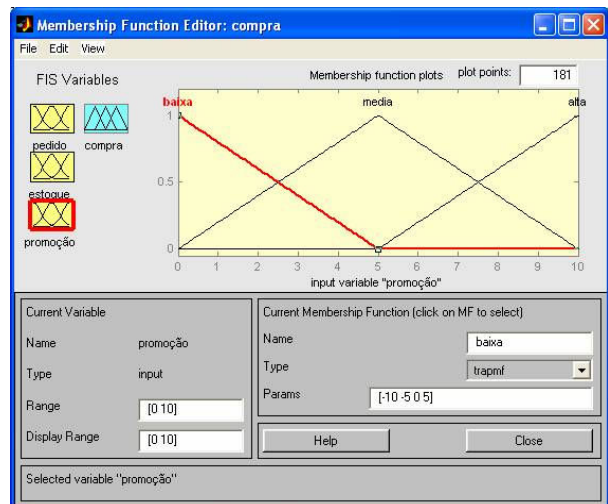 Membership Function Editor: compra
File Edit View
FIS Variables
Membership function plots
plot points:
181
pedido
compra
estoque
promoção
baixa
media
alta
1
0.5
0
0 1 2 3 4 5 6 7 8 9 10
input variable "promoção"
Current Variable
Name promoção
Type input
Range [0 10]
Display Range [0 10]
Current Membership Function (click on MF to select)
Name baixa
Type trapmf
Params [-10 -5 0 5]
Help
Close
Selected variable "promoção"